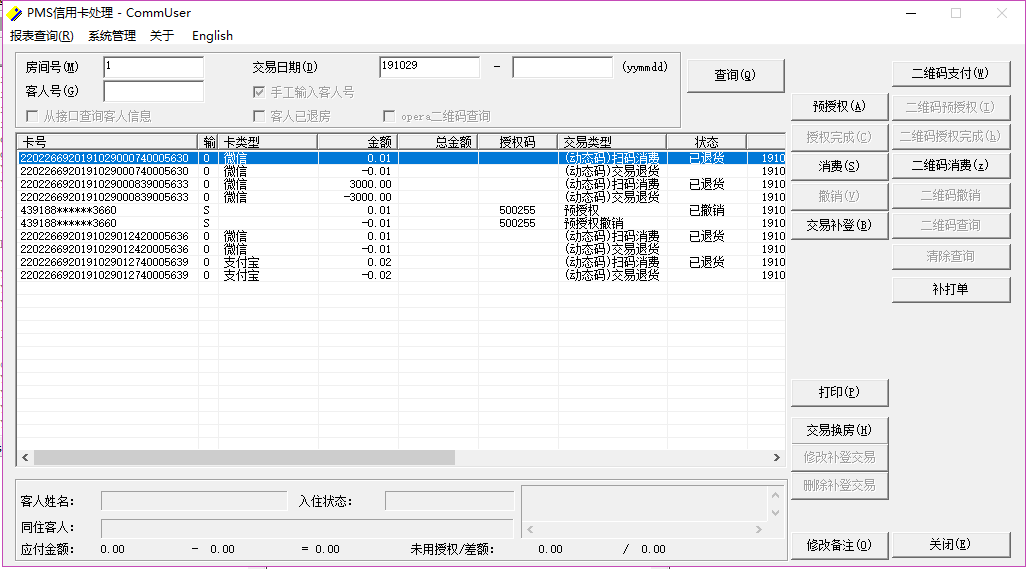 PMS信用卡处理 - CommUser
报表查询(R) 系统管理 关于 English
房间号(M) 1 交易日期(D) 191029 - (yymmdd) 查询(Q) 二维码支付(W)
客人号(G) 手工输入客人号 预授权(A) 二维码预授权(I)
从接口查询客人信息 客人已退房 opera二维码查询
授权完成(C) 二维码授权完成(h)
消费(S) 二维码消费(z)
撤销(V) 二维码撤销
交易补登(B) 二维码查询
清除查询
补打单
卡号 输 卡类型 金额 总金额 授权码 交易类型 状态
2202266920191029000740005630 0 微信 0.01 (动态码)扫码消费 已退货 1910
2202266920191029000740005630 0 微信 -0.01 (动态码)交易退货 1910
2202266920191029000839005633 0 微信 3000.00 (动态码)扫码消费 已退货 1910
2202266920191029000839005633 0 微信 -3000.00 (动态码)交易退货 1910
439188******3660 S 0.01 500255 预授权 已撤销 1910
439188******3660 S -0.01 500255 预授权撤销 1910
2202266920191029012420005636 0 微信 0.01 (动态码)扫码消费 已退货 1910
2202266920191029012420005636 0 微信 -0.01 (动态码)交易退货 1910
2202266920191029012740005639 0 支付宝 0.02 (动态码)扫码消费 已退货 1910
2202266920191029012740005639 0 支付宝 -0.02 (动态码)交易退货 1910
打印(P)
交易换房(H)
修改补登交易
删除补登交易
客人姓名: 入住状态:
同住客人:
应付金额: 0.00 - 0.00 = 0.00 未用授权/差额: 0.00 / 0.00
修改备注(O) 关闭(E)